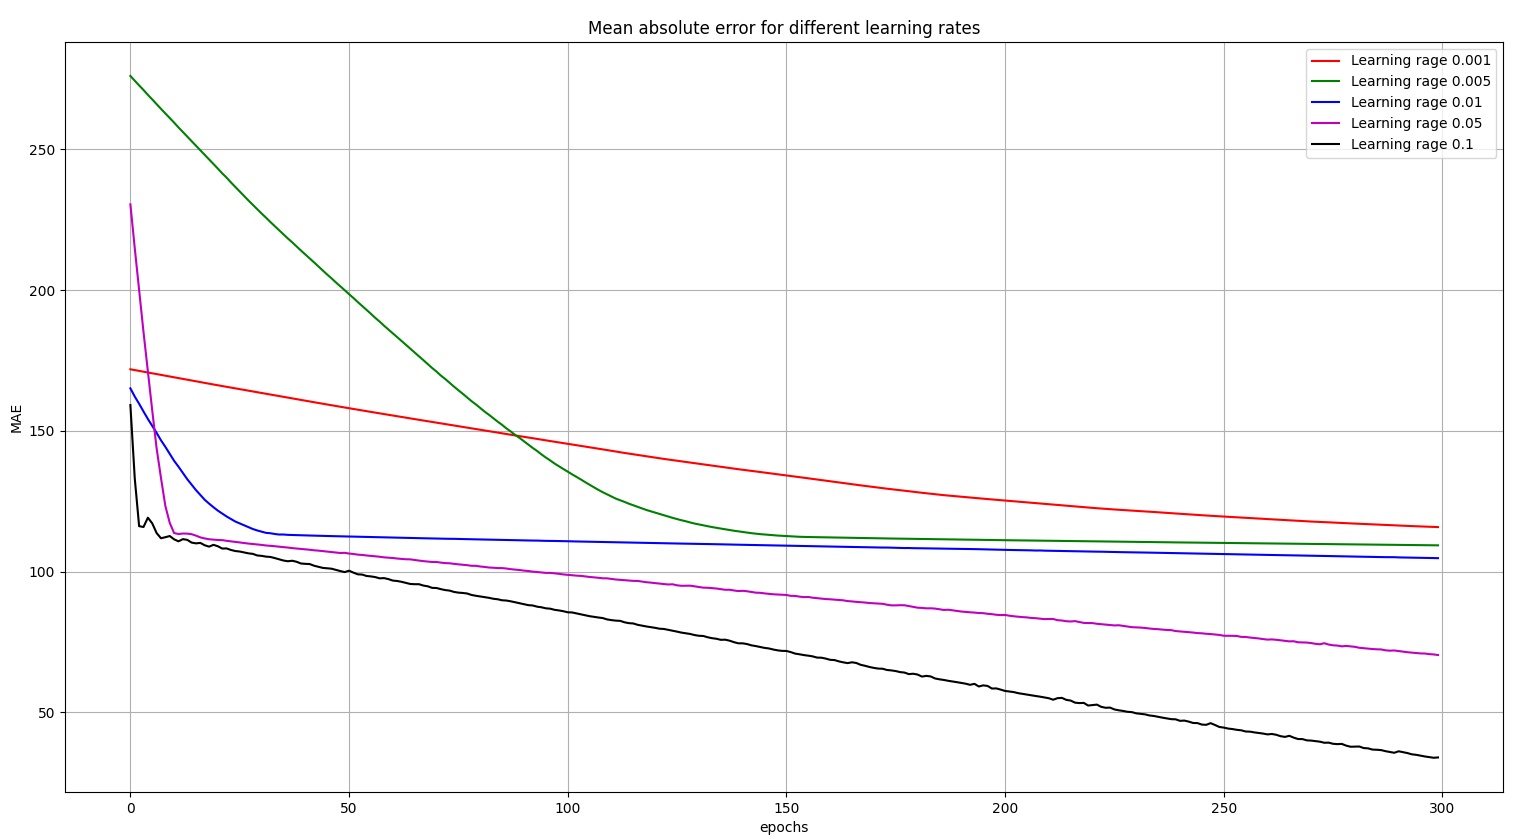 Mean absolute error for different learning rates
Learning rage 0.001
Learning rage 0.005
Learning rage 0.01
Learning rage 0.05
Learning rage 0.1
MAE
250
200
150
100
50
0 50 100 150 200 250 300
epochs